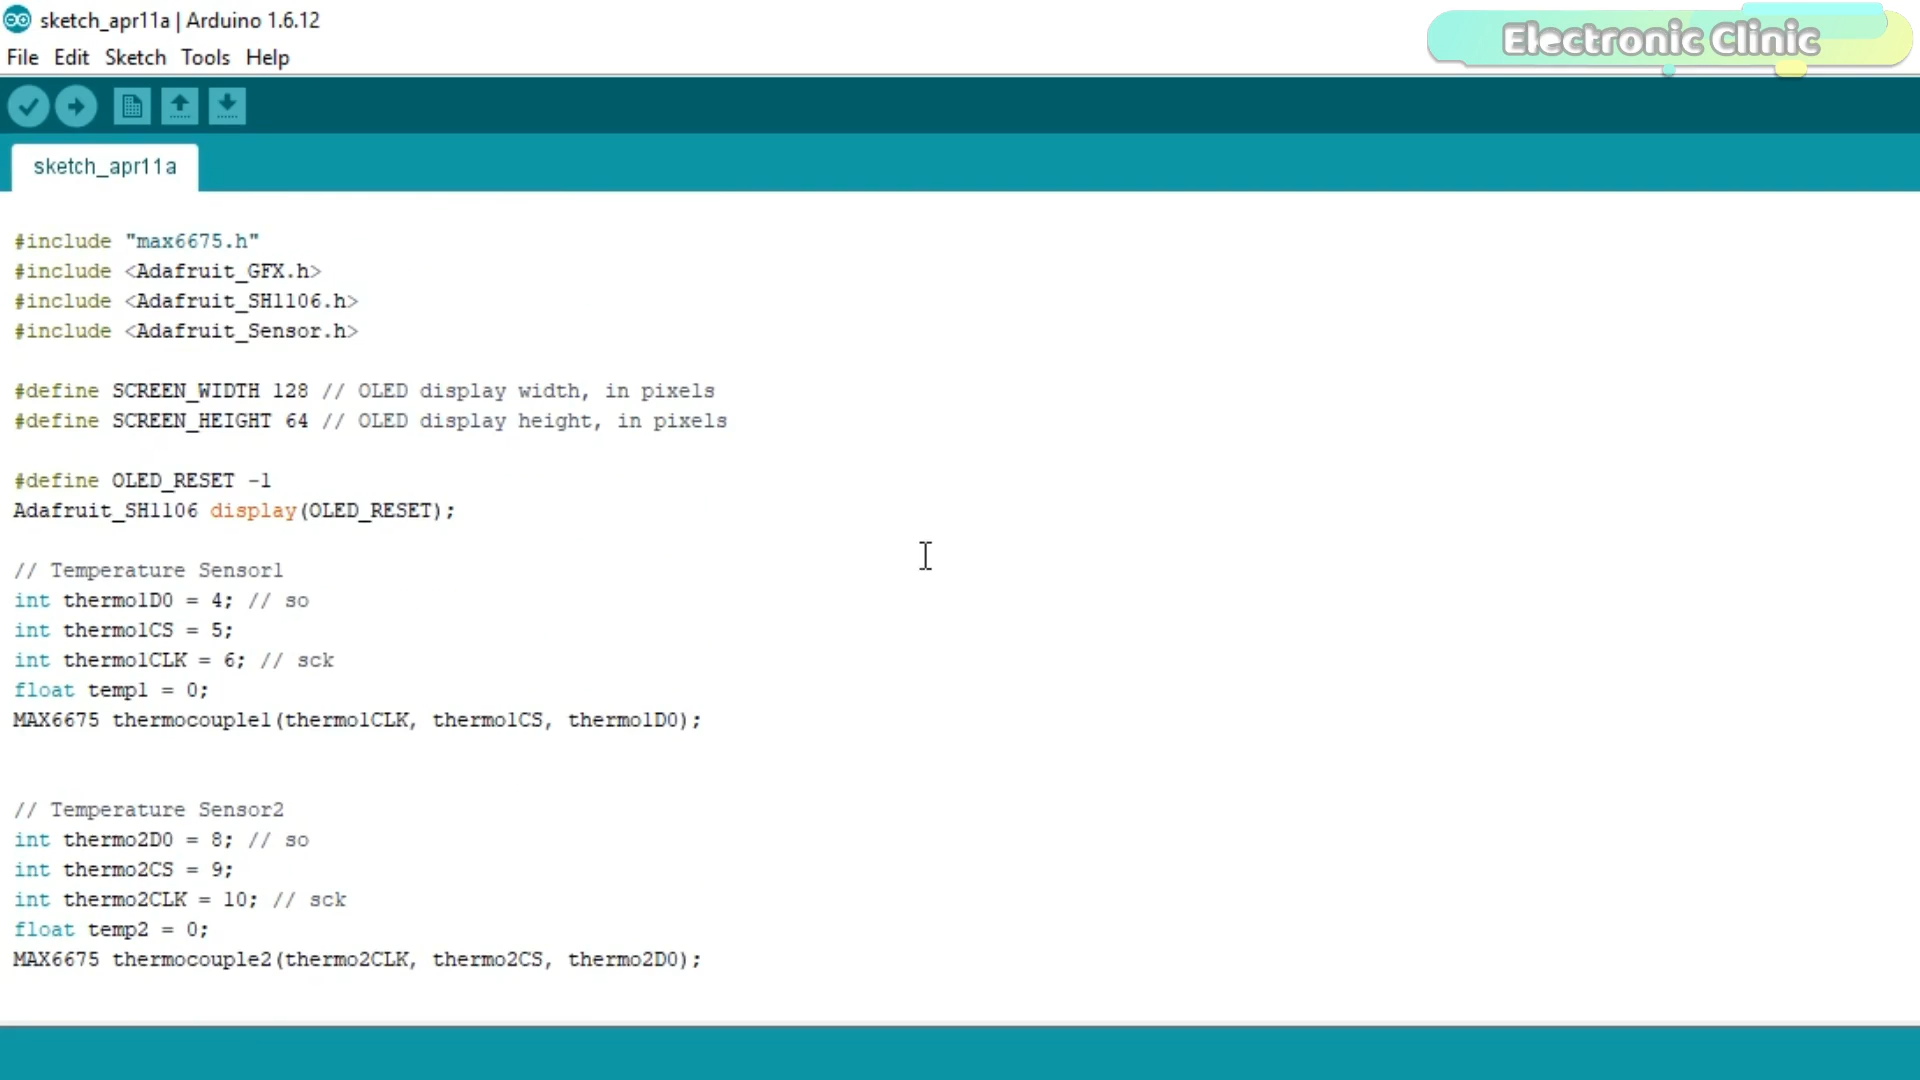 sketch_apr11a | Arduino 1.6.12
Electronic Clinic
File Edit Sketch Tools Help
sketch_apr11a
#include "max6675.h"
#include <Adafruit_GFX.h>
#include <Adafruit_SH1106.h>
#include <Adafruit_Sensor.h>
#define SCREEN_WIDTH 128 // OLED display width, in pixels
#define SCREEN_HEIGHT 64 // OLED display height, in pixels
#define OLED_RESET -1
Adafruit_SH1106 display(OLED_RESET);
// Temperature Sensor1
int thermo1D0 = 4; // so
int thermo1CS = 5;
int thermo1CLK = 6; // sck
float temp1 = 0;
MAX6675 thermocouple1(thermo1CLK, thermo1CS, thermo1D0);
// Temperature Sensor2
int thermo2D0 = 8; // so
int thermo2CS = 9;
int thermo2CLK = 10; // sck
float temp2 = 0;
MAX6675 thermocouple2(thermo2CLK, thermo2CS, thermo2D0);